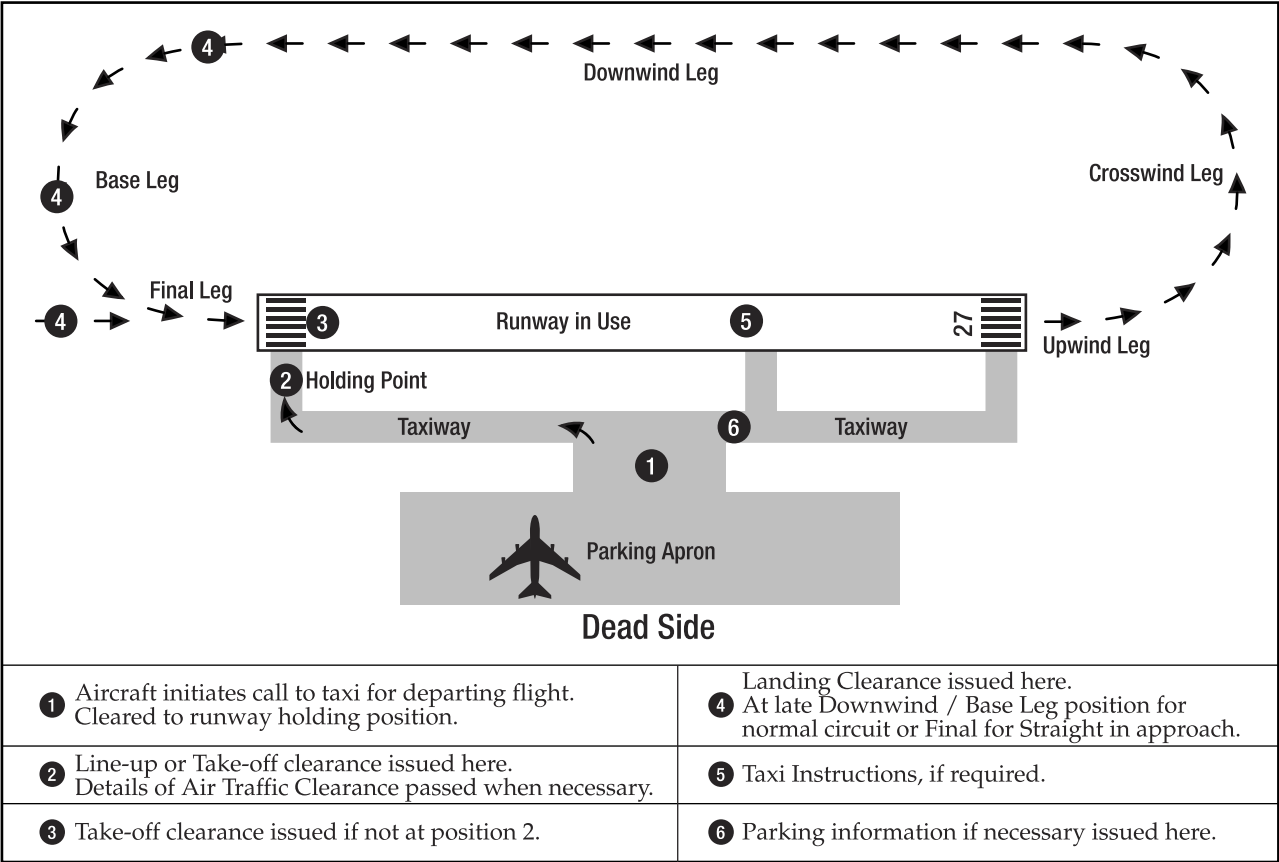 4
Downwind Leg
Base Leg
4
Crosswind Leg
Final Leg
4
3
Runway in Use
5
27
Upwind Leg
2 Holding Point
Taxiway
6
Taxiway
1
Parking Apron
Dead Side
1 Aircraft initiates call to taxi for departing flight.
Cleared to runway holding position.
Landing Clearance issued here.
4 At late Downwind / Base Leg position for
normal circuit or Final for Straight in approach.
2 Line-up or Take-off clearance issued here.
Details of Air Traffic Clearance passed when necessary.
5 Taxi Instructions, if required.
3 Take-off clearance issued if not at position 2.
6 Parking information if necessary issued here.